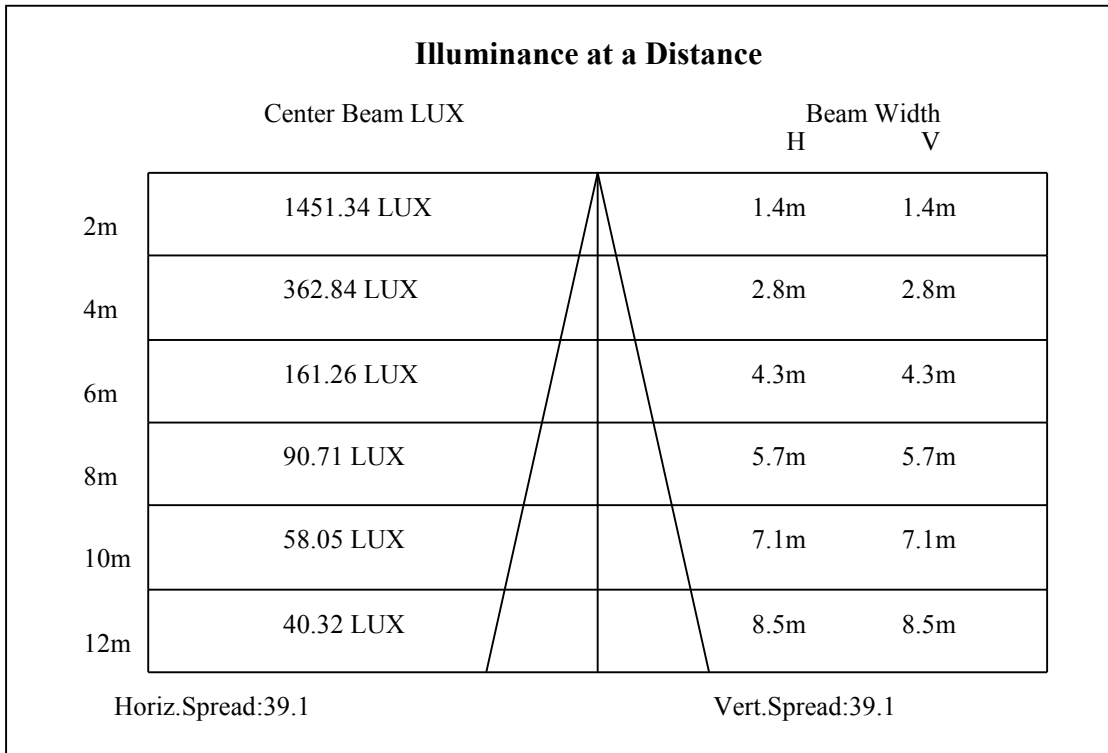 Illuminance at a Distance
Center Beam LUX Beam Width
H V
2m 1451.34 LUX 1.4m 1.4m
4m 362.84 LUX 2.8m 2.8m
6m 161.26 LUX 4.3m 4.3m
8m 90.71 LUX 5.7m 5.7m
10m 58.05 LUX 7.1m 7.1m
12m 40.32 LUX 8.5m 8.5m
Horiz.Spread:39.1 Vert.Spread:39.1